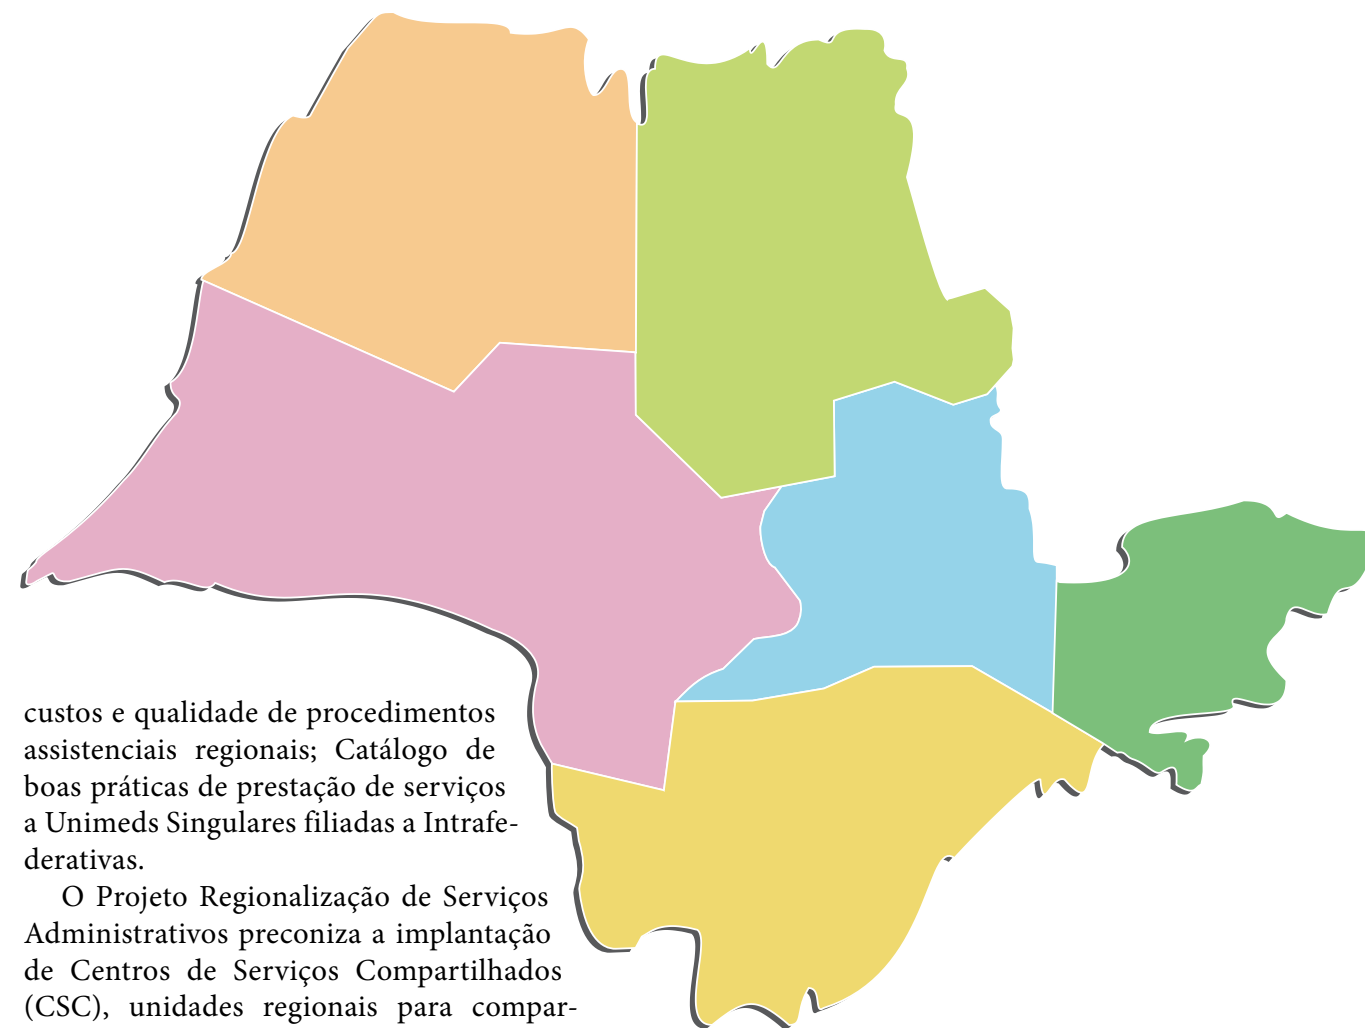 custos e qualidade de procedimentos
assistenciais regionais; Catálogo de
boas práticas de prestação de serviços
a Unimeds Singulares filiadas a Intrafe-
derativas.
O Projeto Regionalização de Serviços
Administrativos preconiza a implantação
de Centros de Serviços Compartilhados
(CSC), unidades regionais para compar-